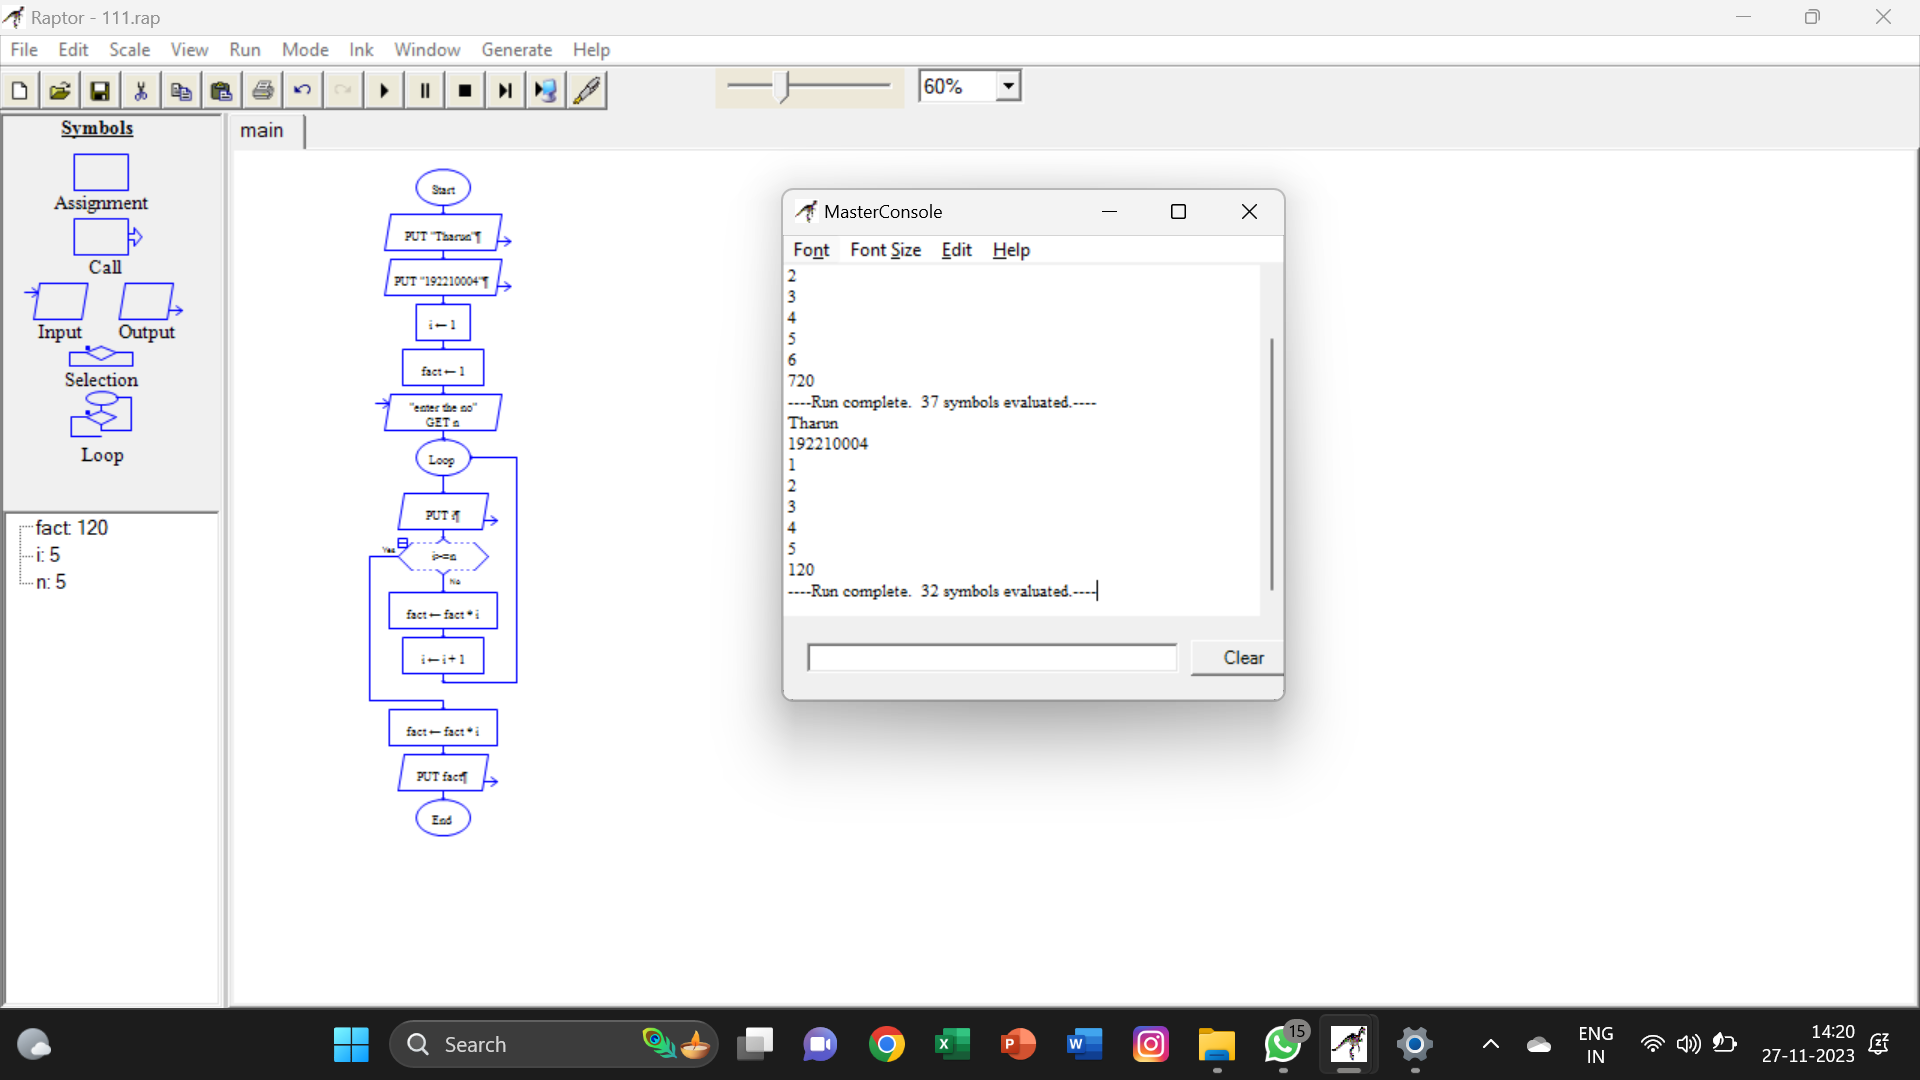 Raptor - 111.rap
File Edit Scale View Run Mode Ink Window Generate Help
60%
Symbols
Assignment
Call
Input Output
Selection
Loop
fact: 120
i: 5
n: 5
main
Start
PUT "Tharun"¶
PUT "192210004"¶
i ← 1
fact ← 1
"enter the no"
GET n
Loop
PUT i¶
Yes
i>=n
No
fact ← fact * i
i ← i + 1
fact ← fact * i
PUT fact¶
End
MasterConsole
Font Font Size Edit Help
2
3
4
5
6
720
----Run complete. 37 symbols evaluated.----
Tharun
192210004
1
2
3
4
5
120
----Run complete. 32 symbols evaluated.----
Clear
Search
15
ENG
IN
14:20
27-11-2023